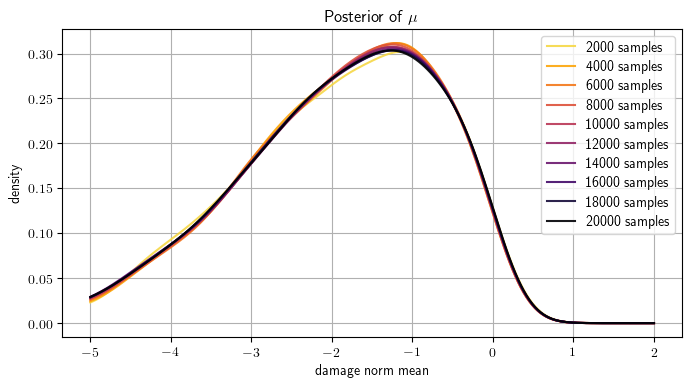 Posterior of μ
density
0.30
0.25
0.20
0.15
0.10
0.05
0.00
2000 samples
4000 samples
6000 samples
8000 samples
10000 samples
12000 samples
14000 samples
16000 samples
18000 samples
20000 samples
−5 −4 −3 −2 −1 0 1 2
damage norm mean